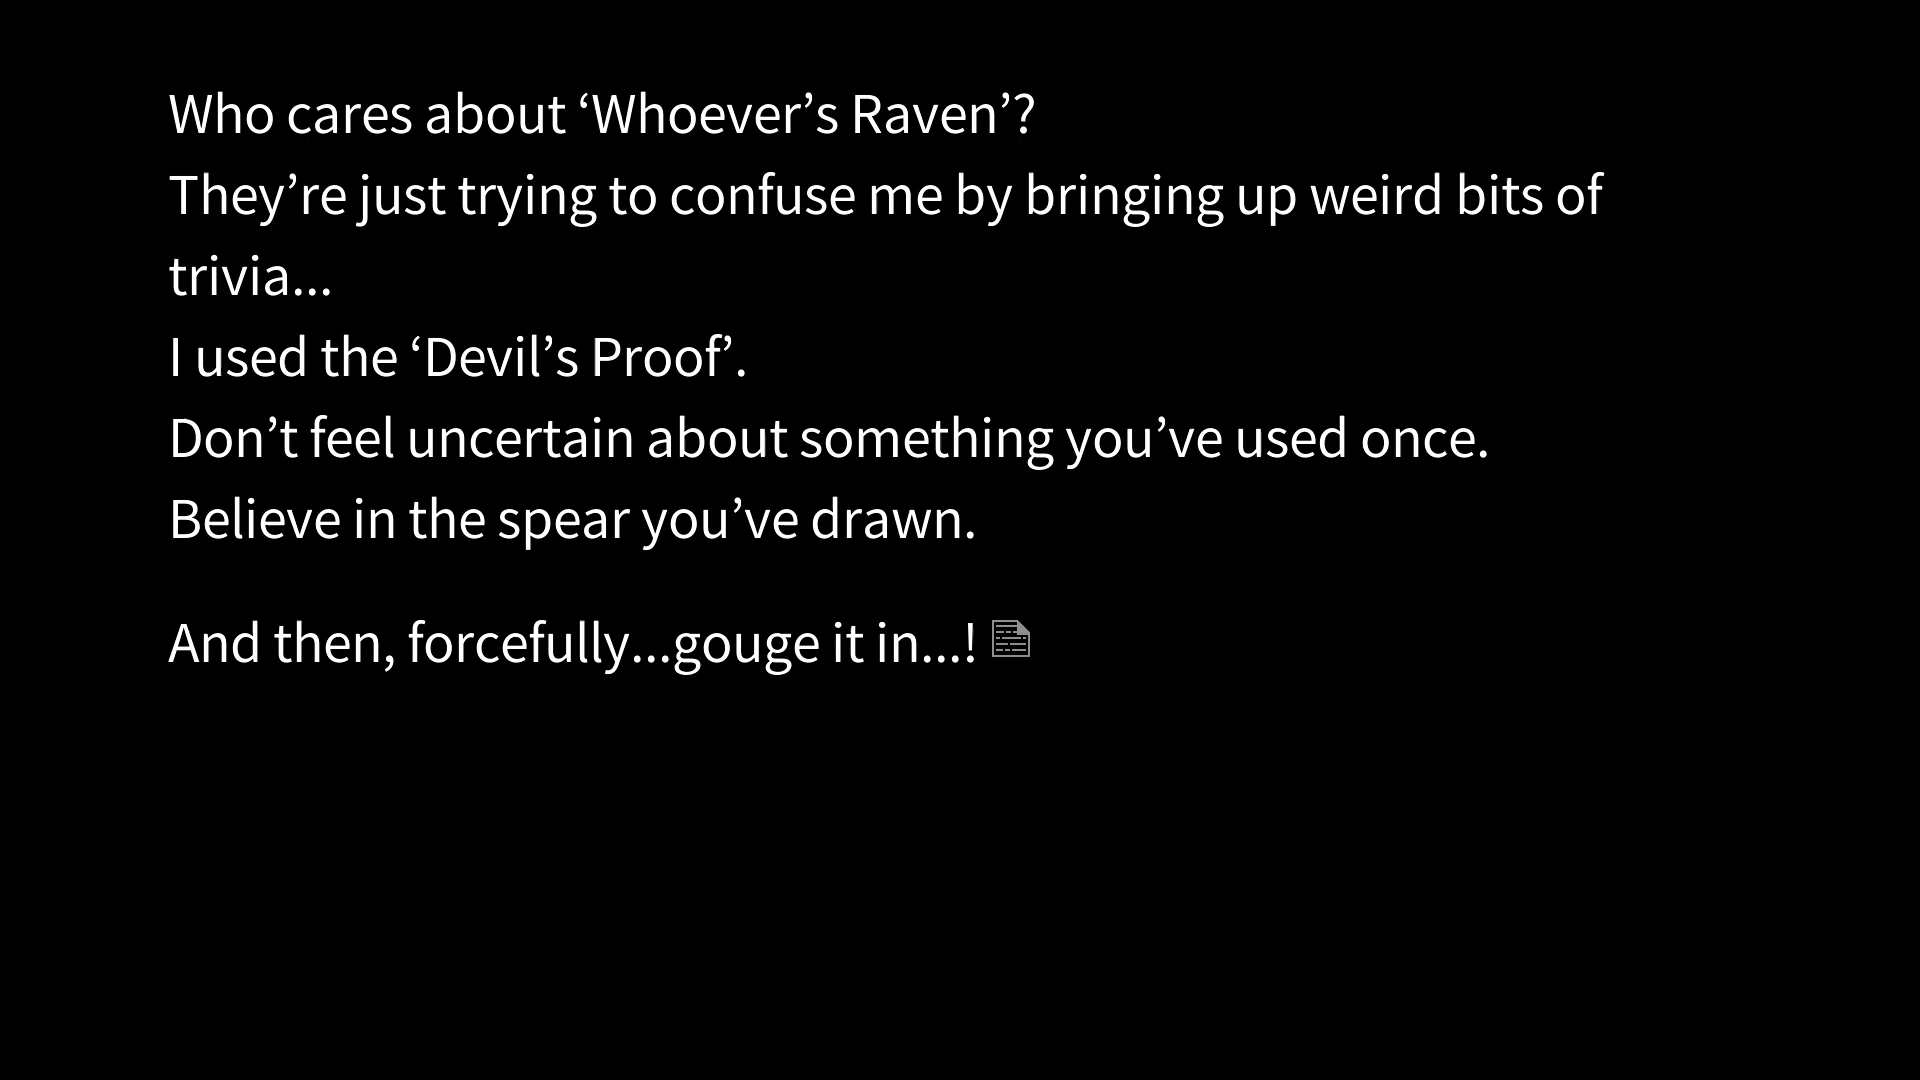 Who cares about ‘Whoever’s Raven’?
They’re just trying to confuse me by bringing up weird bits of
trivia...
I used the ‘Devil’s Proof’.
Don’t feel uncertain about something you’ve used once.
Believe in the spear you’ve drawn.
And then, forcefully...gouge it in...!